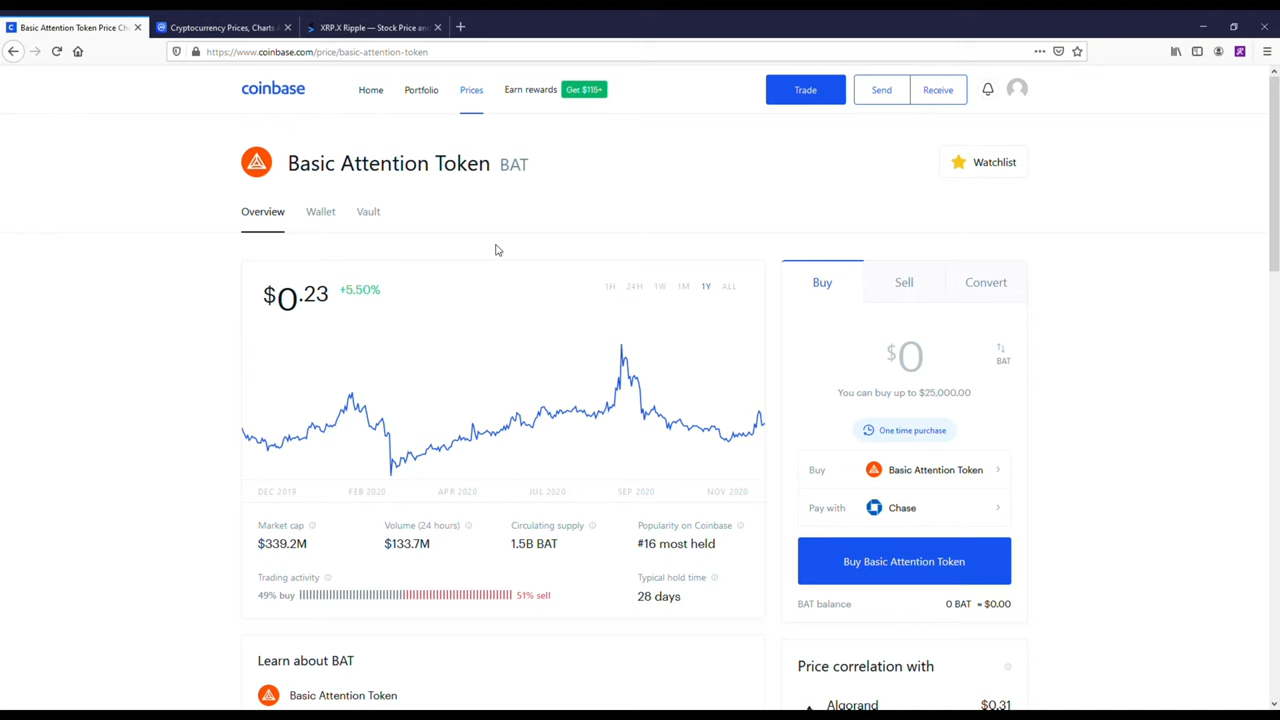 Basic Attention Token Price Ch
Cryptocurrency Prices, Charts
XRP.X Ripple — Stock Price an
https://www.coinbase.com/price/basic-attention-token
coinbase
Home Portfolio Prices Earn rewards Get $115+ Trade Send Receive
Basic Attention Token BAT
Watchlist
Overview Wallet Vault
$0.23 +5.50%
1H 24H 1W 1M 1Y ALL
DEC 2019 FEB 2020 APR 2020 JUL 2020 SEP 2020 NOV 2020
Market cap Volume (24 hours) Circulating supply Popularity on Coinbase
$339.2M $133.7M 1.5B BAT #16 most held
Trading activity Typical hold time
49% buy 51% sell 28 days
Learn about BAT
Basic Attention Token
Buy Sell Convert
$0
BAT
You can buy up to $25,000.00
One time purchase
Buy Basic Attention Token
Pay with Chase
Buy Basic Attention Token
BAT balance 0 BAT ≈ $0.00
Price correlation with
Algorand $0.31